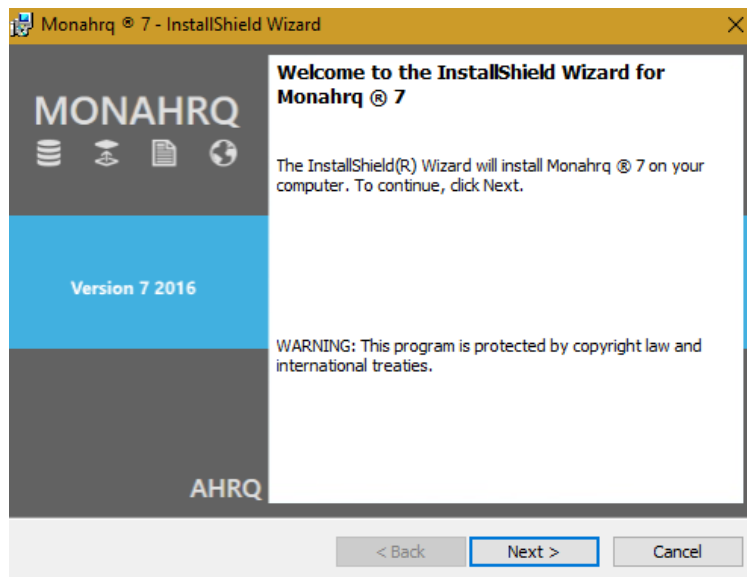 Monahrq ® 7 - InstallShield Wizard
MONAHRQ
Version 7 2016
AHRQ
Welcome to the InstallShield Wizard for
Monahrq ® 7
The InstallShield(R) Wizard will install Monahrq ® 7 on your
computer. To continue, click Next.
WARNING: This program is protected by copyright law and
international treaties.
< Back
Next >
Cancel